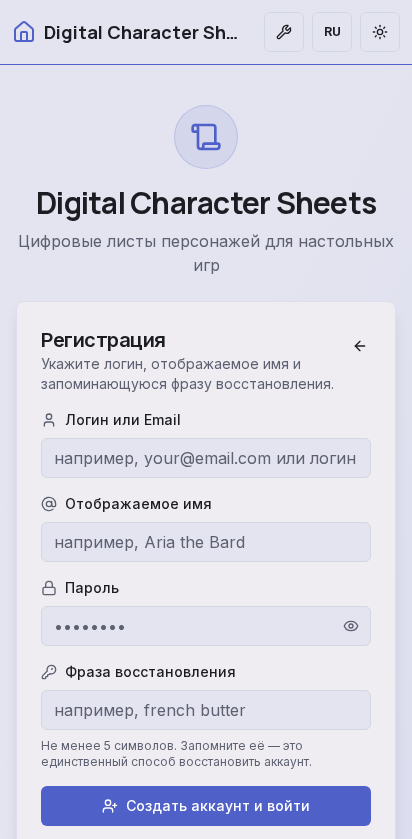 Digital Character Sh...
RU
Digital Character Sheets
Цифровые листы персонажей для настольных
игр
Регистрация
Укажите логин, отображаемое имя и
запоминающуюся фразу восстановления.
Логин или Email
например, your@email.com или логин
Отображаемое имя
например, Aria the Bard
Пароль
••••••••
Фраза восстановления
например, french butter
Не менее 5 символов. Запомните её — это
единственный способ восстановить аккаунт.
Создать аккаунт и войти